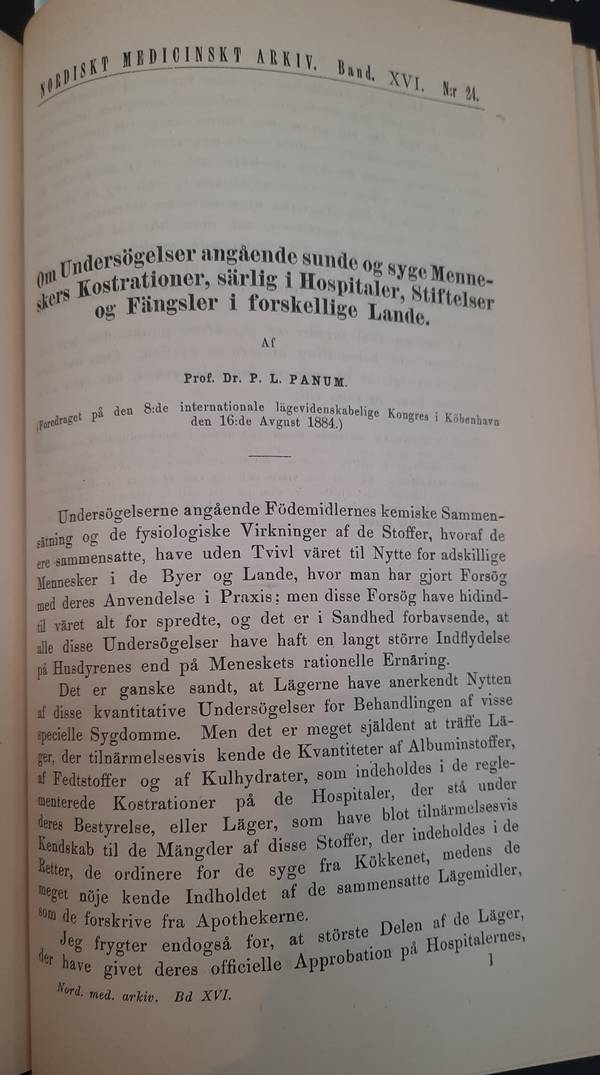 NORDISKT MEDICINSKT ARKIV. Band. XVI. N:r 24.
Om Undersögelser angående sunde og syge Menne-
skers Kostrationer, särlig i Hospitaler, Stiftelser
og Fängsler i forskellige Lande.
Af
Prof. Dr. P. L. PANUM.
(Foredraget på den 8:de internationale lägevidenskabelige Kongres i Köbenhavn
den 16:de Avgust 1884.)
Undersögelserne angående Födemidlernes kemiske Sammen-
sätning og de fysiologiske Virkninger af de Stoffer, hvoraf de
ere sammensatte, have uden Tvivl väret til Nytte for adskillige
Mennesker i de Byer og Lande, hvor man har gjort Forsög
med deres Anvendelse i Praxis; men disse Forsög have hidind-
til väret alt for spredte, og det er i Sandhed forbavsende, at
alle disse Undersögelser have haft en langt större Indflydelse
på Husdyrenes end på Meneskets rationelle Ernäring.
Det er ganske sandt, at Lägerne have anerkendt Nytten
af disse kvantitative Undersögelser for Behandlingen af visse
specielle Sygdomme. Men det er meget själdent at träffe Lä-
ger, der tilnärmelsesvis kende de Kvantiteter af Albuminstoffer,
af Fedtstoffer og af Kulhydrater, som indeholdes i de regle-
menterede Kostrationer på de Hospitaler, der stå under
deres Bestyrelse, eller Läger, som have blot tilnärmelsesvis
Kendskab til de Mängder af disse Stoffer, der indeholdes i de
Retter, de ordinere for de syge fra Kökkenet, medens de
meget nöje kende Indholdet af de sammensatte Lägemidler,
som de forskrive fra Apothekerne.
Jeg frygter endogså for, at störste Delen af de Läger,
der have givet deres officielle Approbation på Hospitalernes,
Nord. med. arkiv. Bd XVI.
1